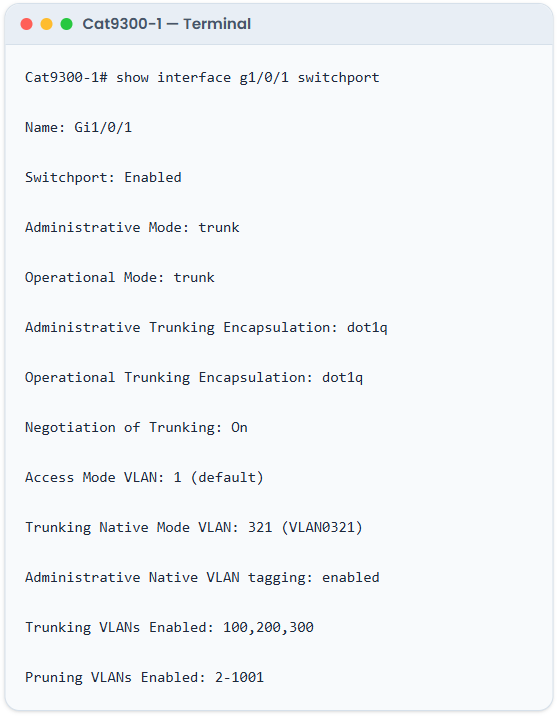 Cat9300-1 — Terminal
Cat9300-1# show interface g1/0/1 switchport
Name: Gi1/0/1
Switchport: Enabled
Administrative Mode: trunk
Operational Mode: trunk
Administrative Trunking Encapsulation: dot1q
Operational Trunking Encapsulation: dot1q
Negotiation of Trunking: On
Access Mode VLAN: 1 (default)
Trunking Native Mode VLAN: 321 (VLAN0321)
Administrative Native VLAN tagging: enabled
Trunking VLANs Enabled: 100,200,300
Pruning VLANs Enabled: 2-1001